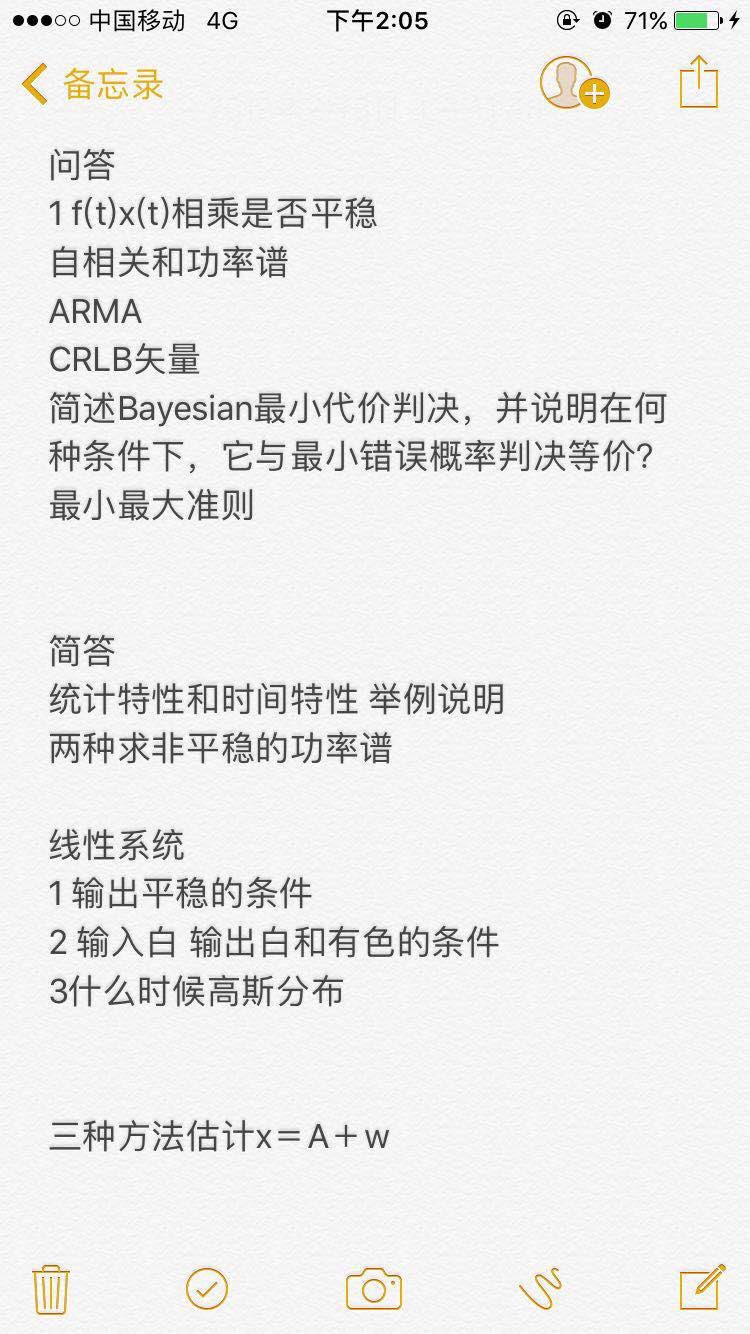 中国移动 4G 下午2:05 71%
备忘录
问答
1 f(t)x(t)相乘是否平稳
自相关和功率谱
ARMA
CRLB矢量
简述Bayesian最小代价判决，并说明在何
种条件下，它与最小错误概率判决等价？
最小最大准则
简答
统计特性和时间特性 举例说明
两种求非平稳的功率谱
线性系统
1 输出平稳的条件
2 输入白 输出白和有色的条件
3什么时候高斯分布
三种方法估计x＝A＋w